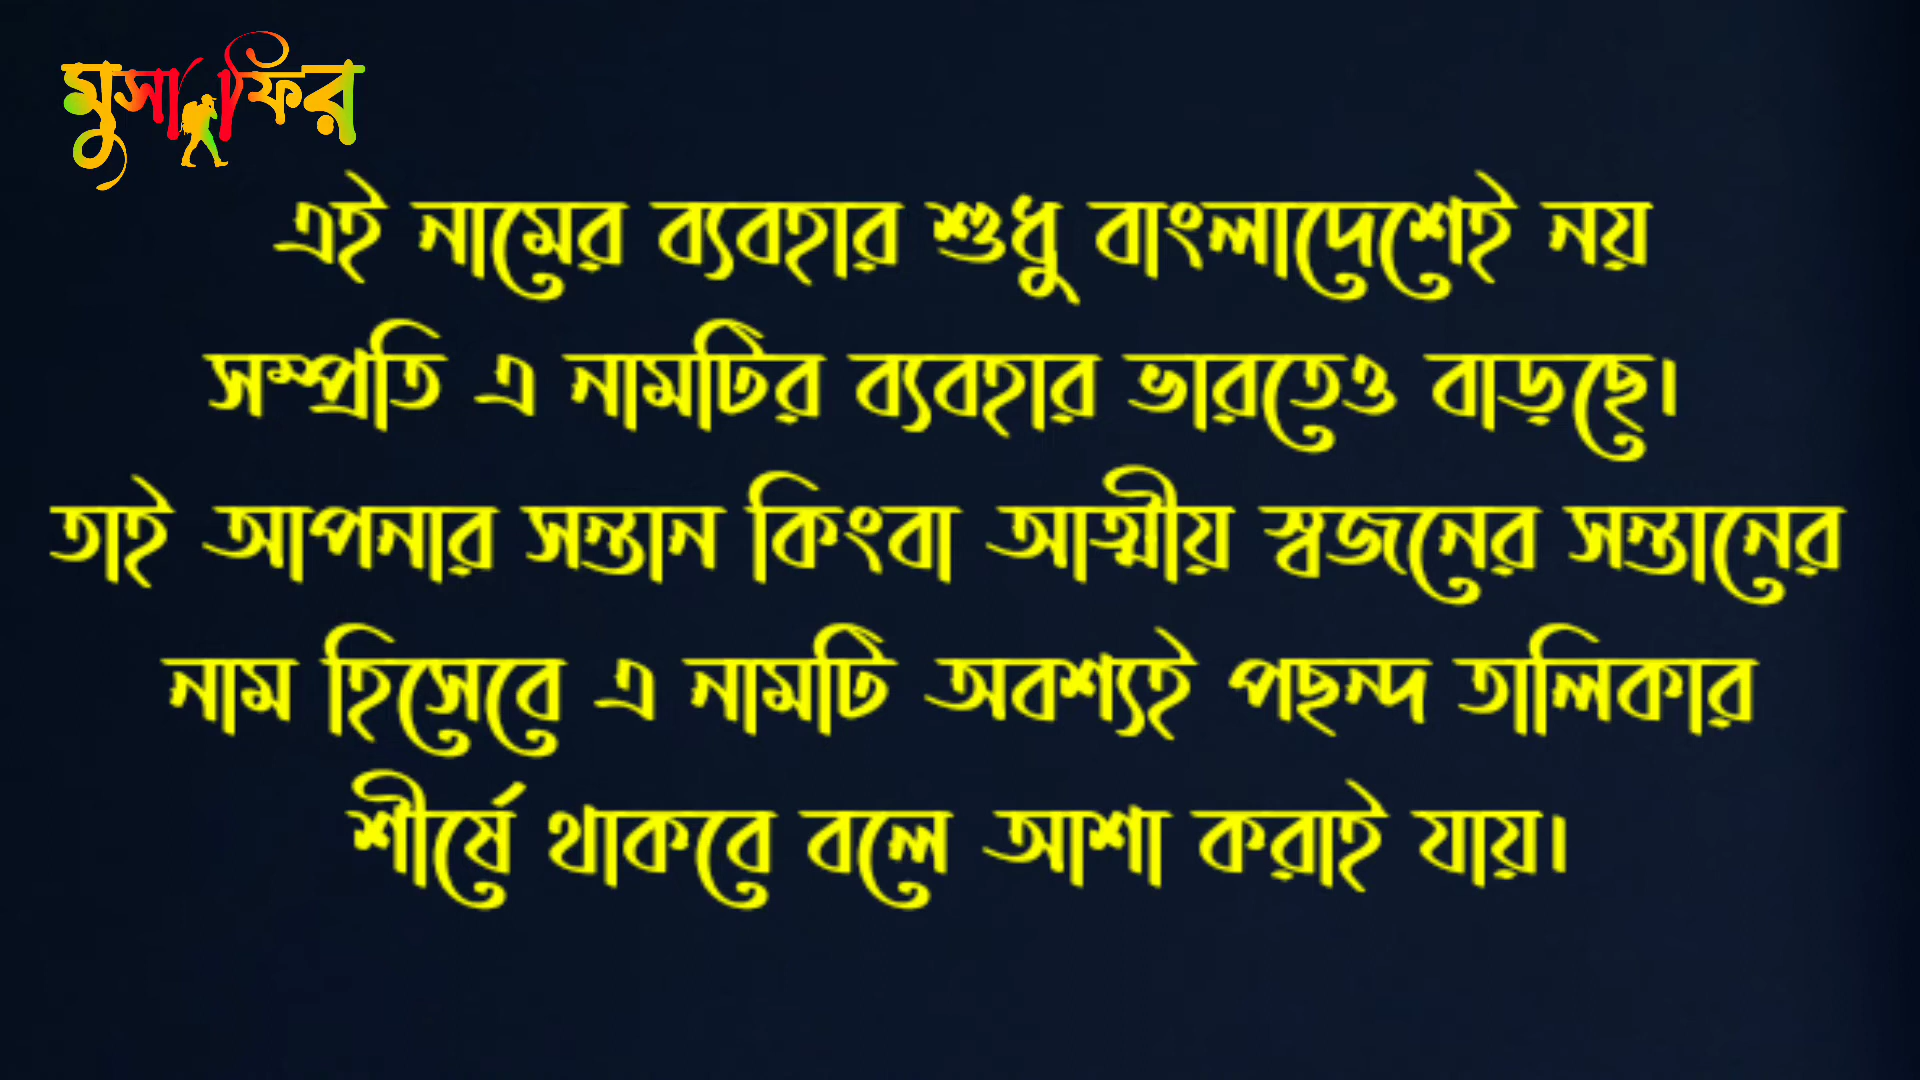 মুসাফির
এই নামের ব্যবহার শুধু বাংলাদেশেই নয়
সম্প্রতি এ নামটির ব্যবহার ভারতেও বাড়ছে।
তাই আপনার সন্তান কিংবা আত্মীয় স্বজনের সন্তানের
নাম হিসেবে এ নামটি অবশ্যই পছন্দ তালিকার
শীর্ষে থাকবে বলে আশা করাই যায়।